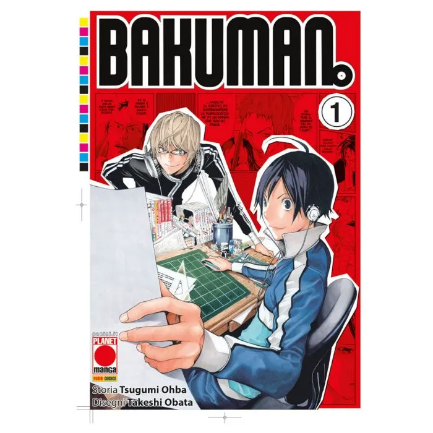 BAKUMAN.
1
PLANET
manga
Storia Tsugumi Ohba
Disegni Takeshi Obata